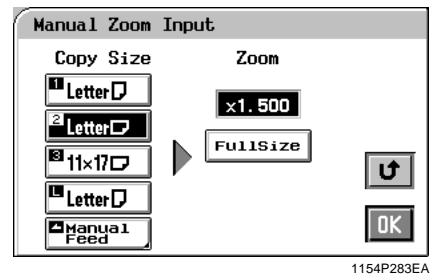 Manual Zoom Input
Copy Size
Zoom
1 Letter
2 Letter
3 11×17
L Letter
Manual
Feed
×1.500
FullSize
OK
1154P283EA